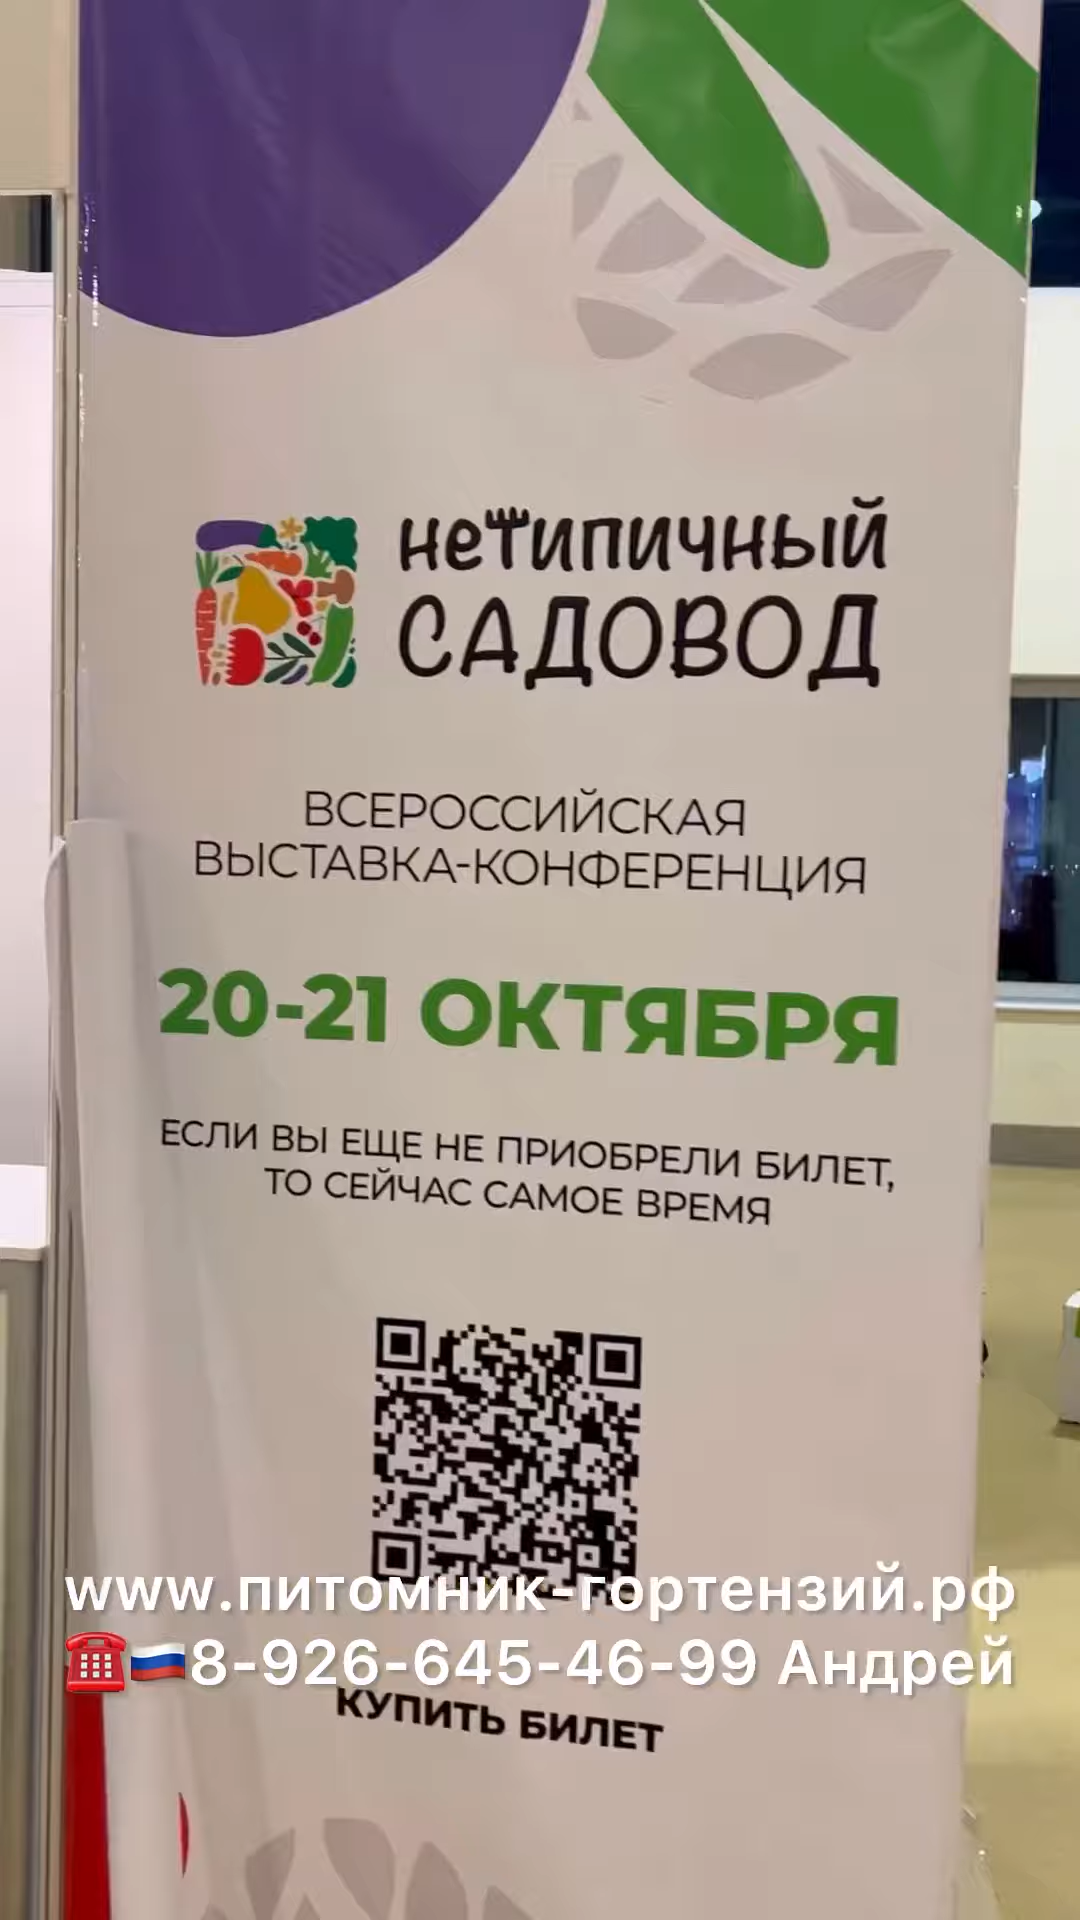 нетипичный
САДОВОД
ВСЕРОССИЙСКАЯ
ВЫСТАВКА-КОНФЕРЕНЦИЯ
20-21 ОКТЯБРЯ
ЕСЛИ ВЫ ЕЩЕ НЕ ПРИОБРЕЛИ БИЛЕТ,
ТО СЕЙЧАС САМОЕ ВРЕМЯ
www.питомник-гортензий.рф
☎️🇷🇺8-926-645-46-99 Андрей
КУПИТЬ БИЛЕТ